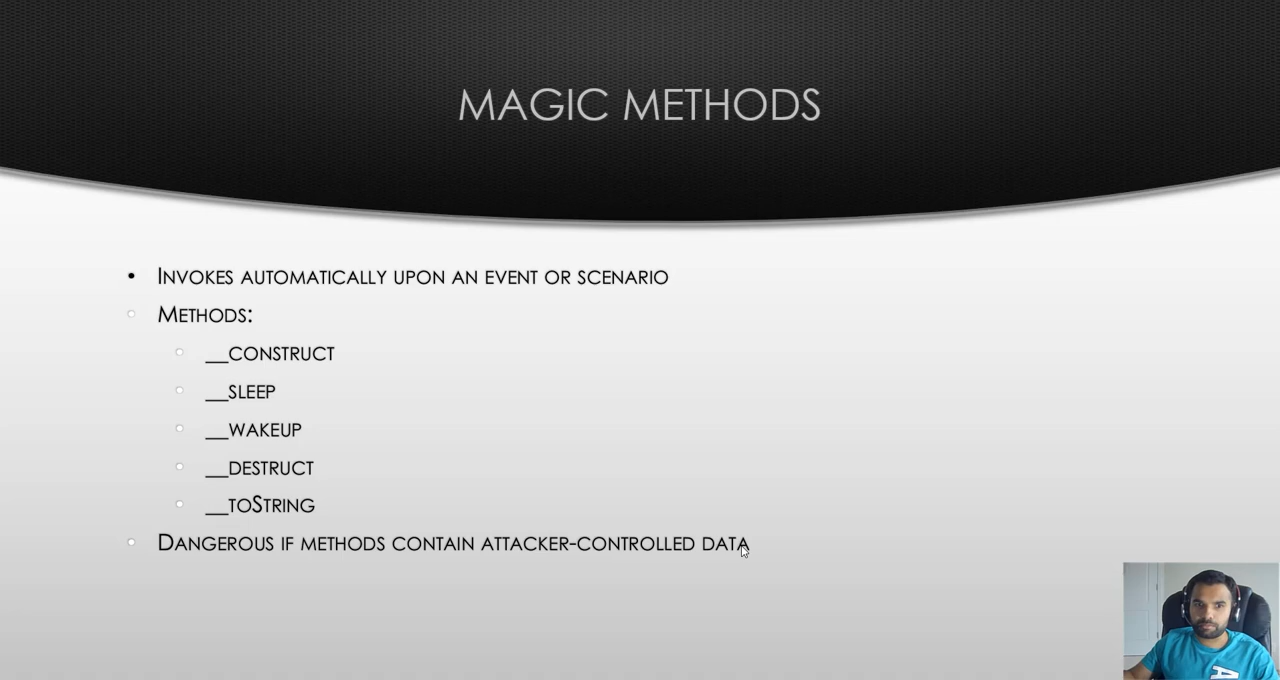 MAGIC METHODS
• INVOKES AUTOMATICALLY UPON AN EVENT OR SCENARIO
METHODS:
__CONSTRUCT
__SLEEP
__WAKEUP
__DESTRUCT
__TOSTRING
DANGEROUS IF METHODS CONTAIN ATTACKER-CONTROLLED DATA